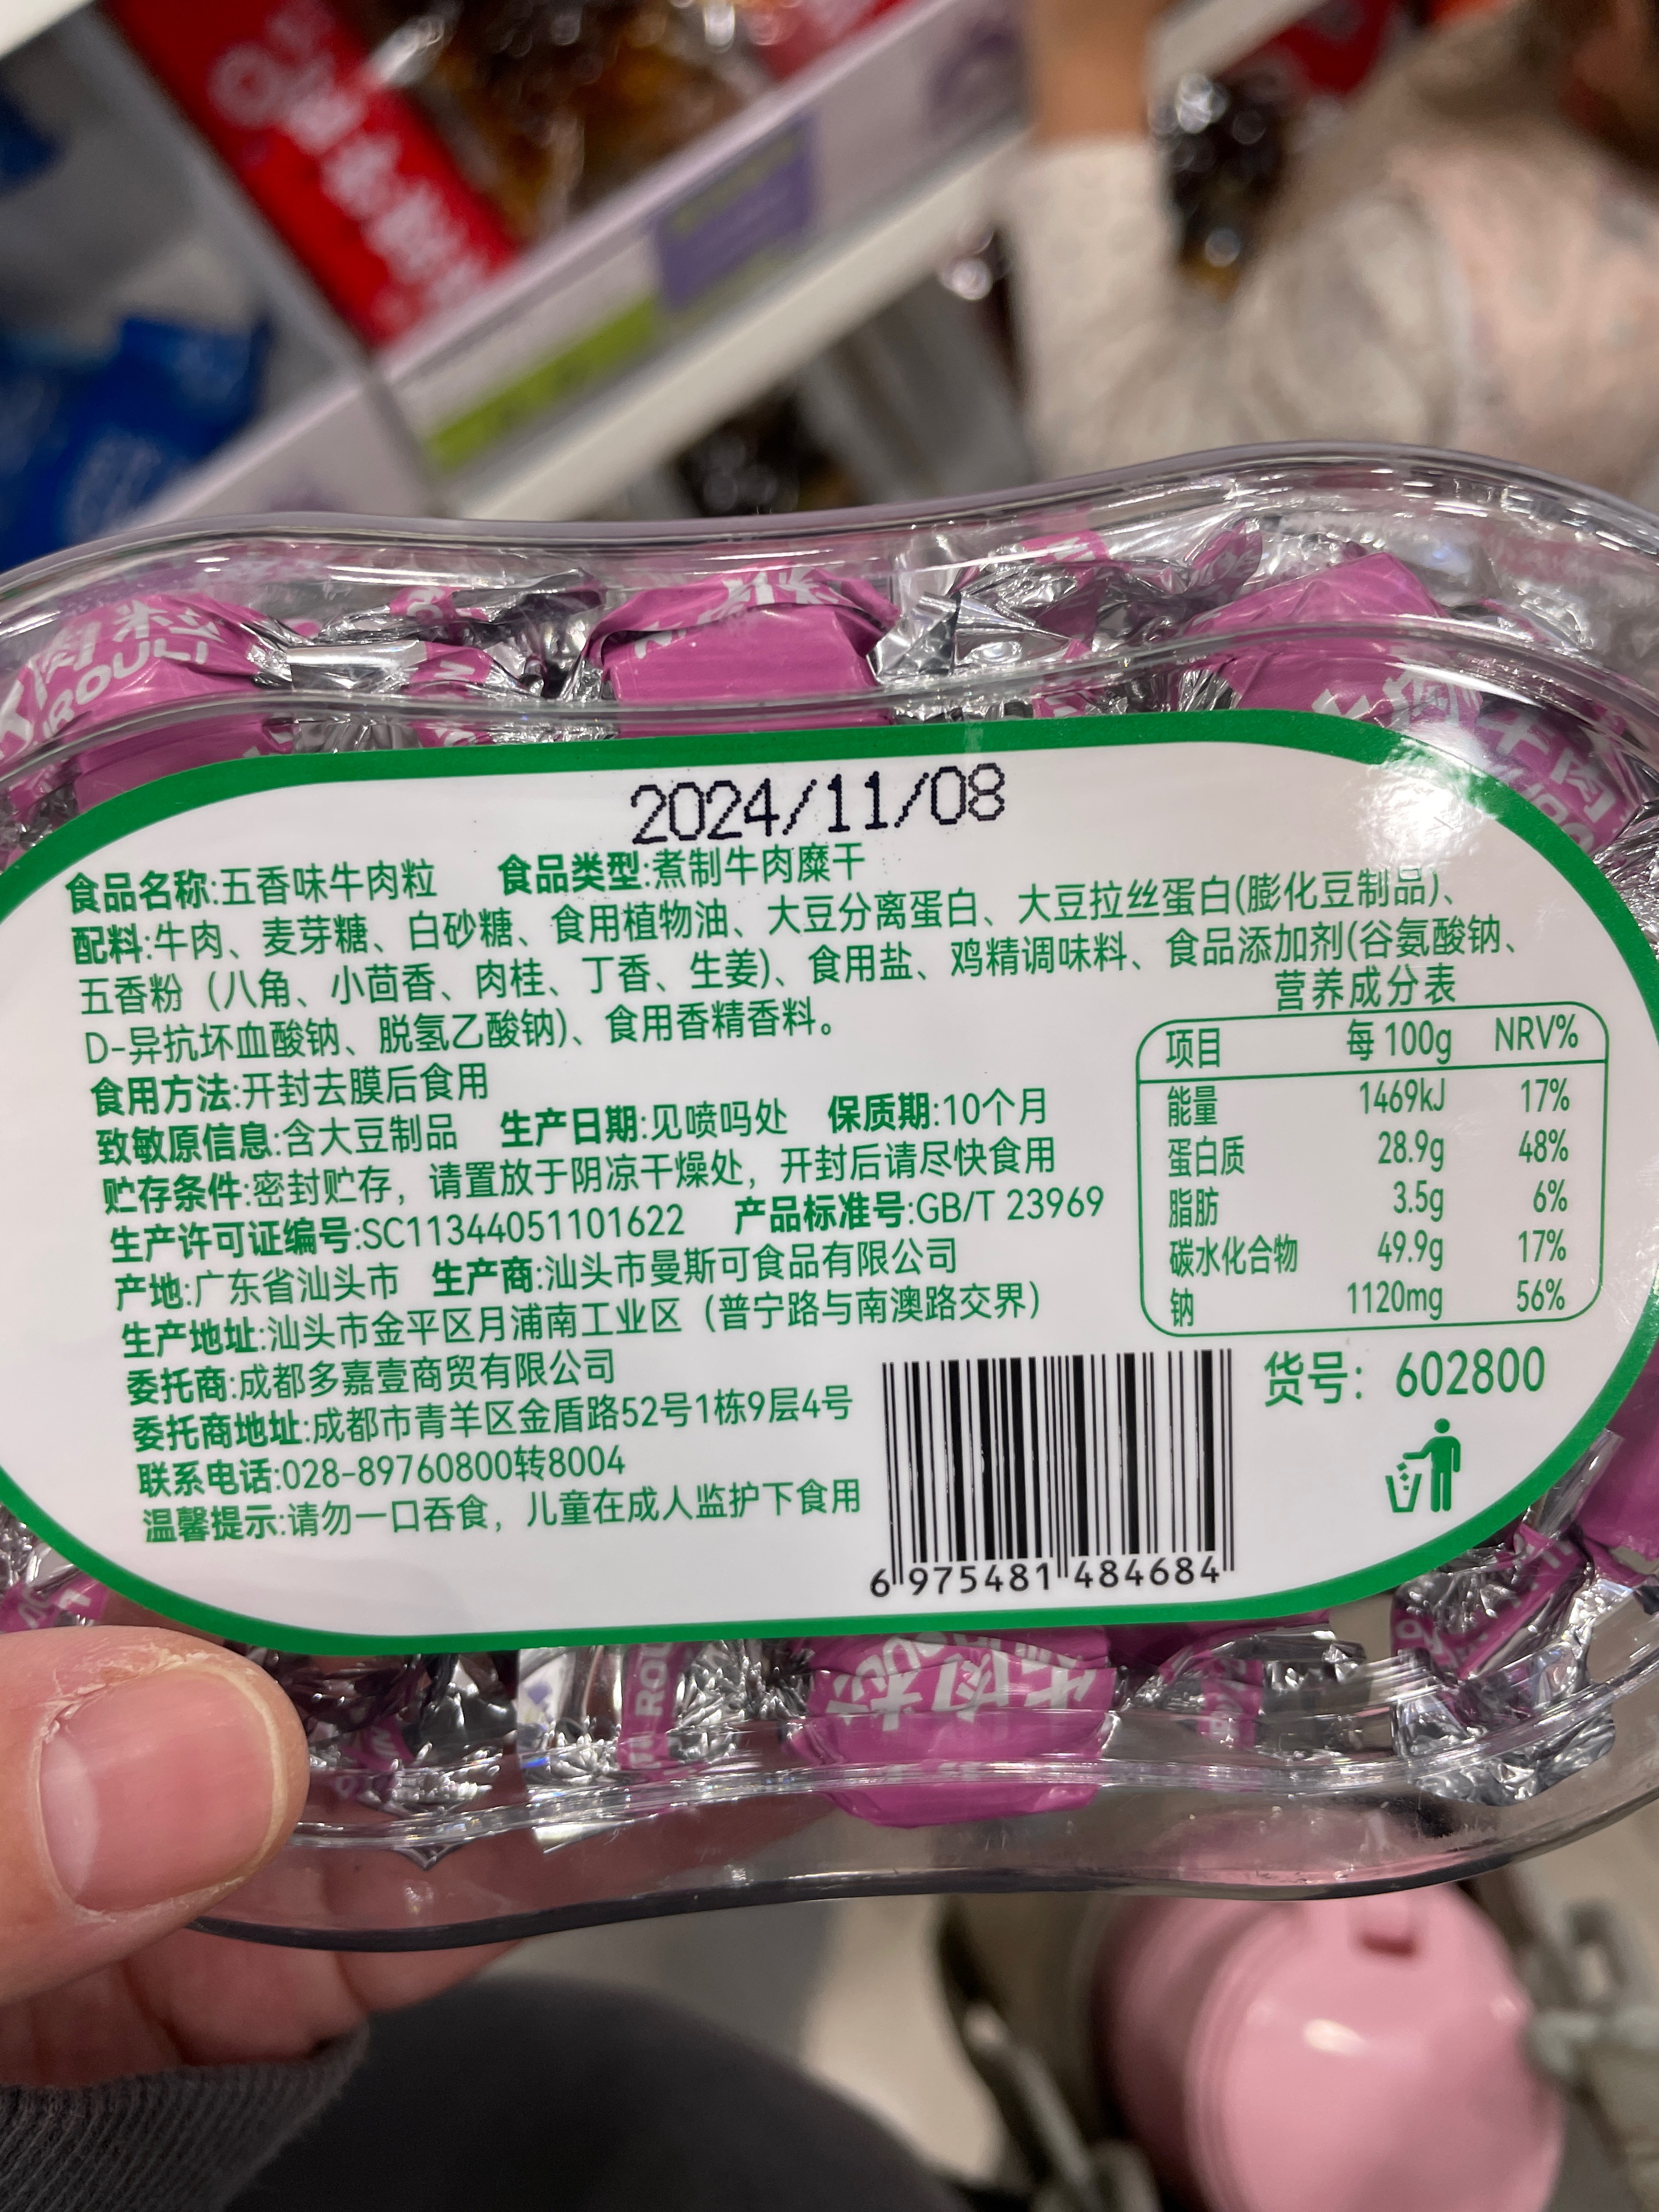 牛肉粒
ROULI
2024/11/08
食品名称:五香味牛肉粒 食品类型:煮制牛肉糜干
配料:牛肉、麦芽糖、白砂糖、食用植物油、大豆分离蛋白、大豆拉丝蛋白(膨化豆制品)、
五香粉（八角、小茴香、肉桂、丁香、生姜)、食用盐、鸡精调味料、食品添加剂(谷氨酸钠、
D-异抗坏血酸钠、脱氢乙酸钠)、食用香精香料。
食用方法:开封去膜后食用
致敏原信息:含大豆制品 生产日期:见喷吗处 保质期:10个月
贮存条件:密封贮存，请置放于阴凉干燥处，开封后请尽快食用
生产许可证编号:SC11344051101622 产品标准号:GB/T 23969
产地:广东省汕头市 生产商:汕头市曼斯可食品有限公司
生产地址:汕头市金平区月浦南工业区（普宁路与南澳路交界）
委托商:成都多嘉壹商贸有限公司
委托商地址:成都市青羊区金盾路52号1栋9层4号
联系电话:028-89760800转8004
温馨提示:请勿一口吞食，儿童在成人监护下食用
营养成分表
项目 每100g NRV%
能量 1469kJ 17%
蛋白质 28.9g 48%
脂肪 3.5g 6%
碳水化合物 49.9g 17%
钠 1120mg 56%
货号：602800
6 975481 484684
牛肉粒